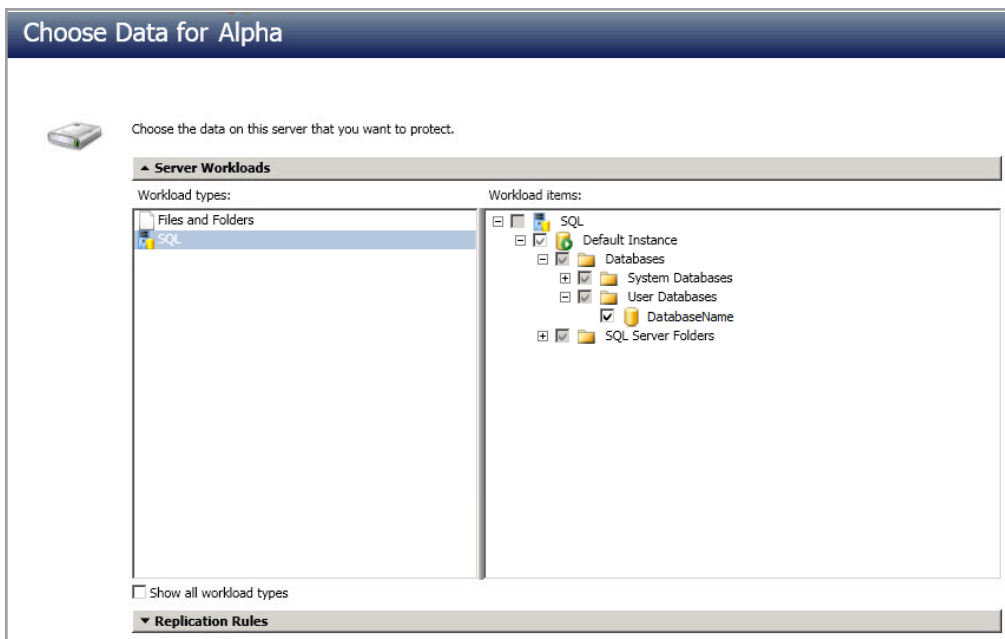 Choose Data for Alpha
Choose the data on this server that you want to protect.
Server Workloads
Workload types:
Workload items:
Files and Folders
SQL
SQL
Default Instance
Databases
System Databases
User Databases
DatabaseName
SQL Server Folders
Show all workload types
Replication Rules